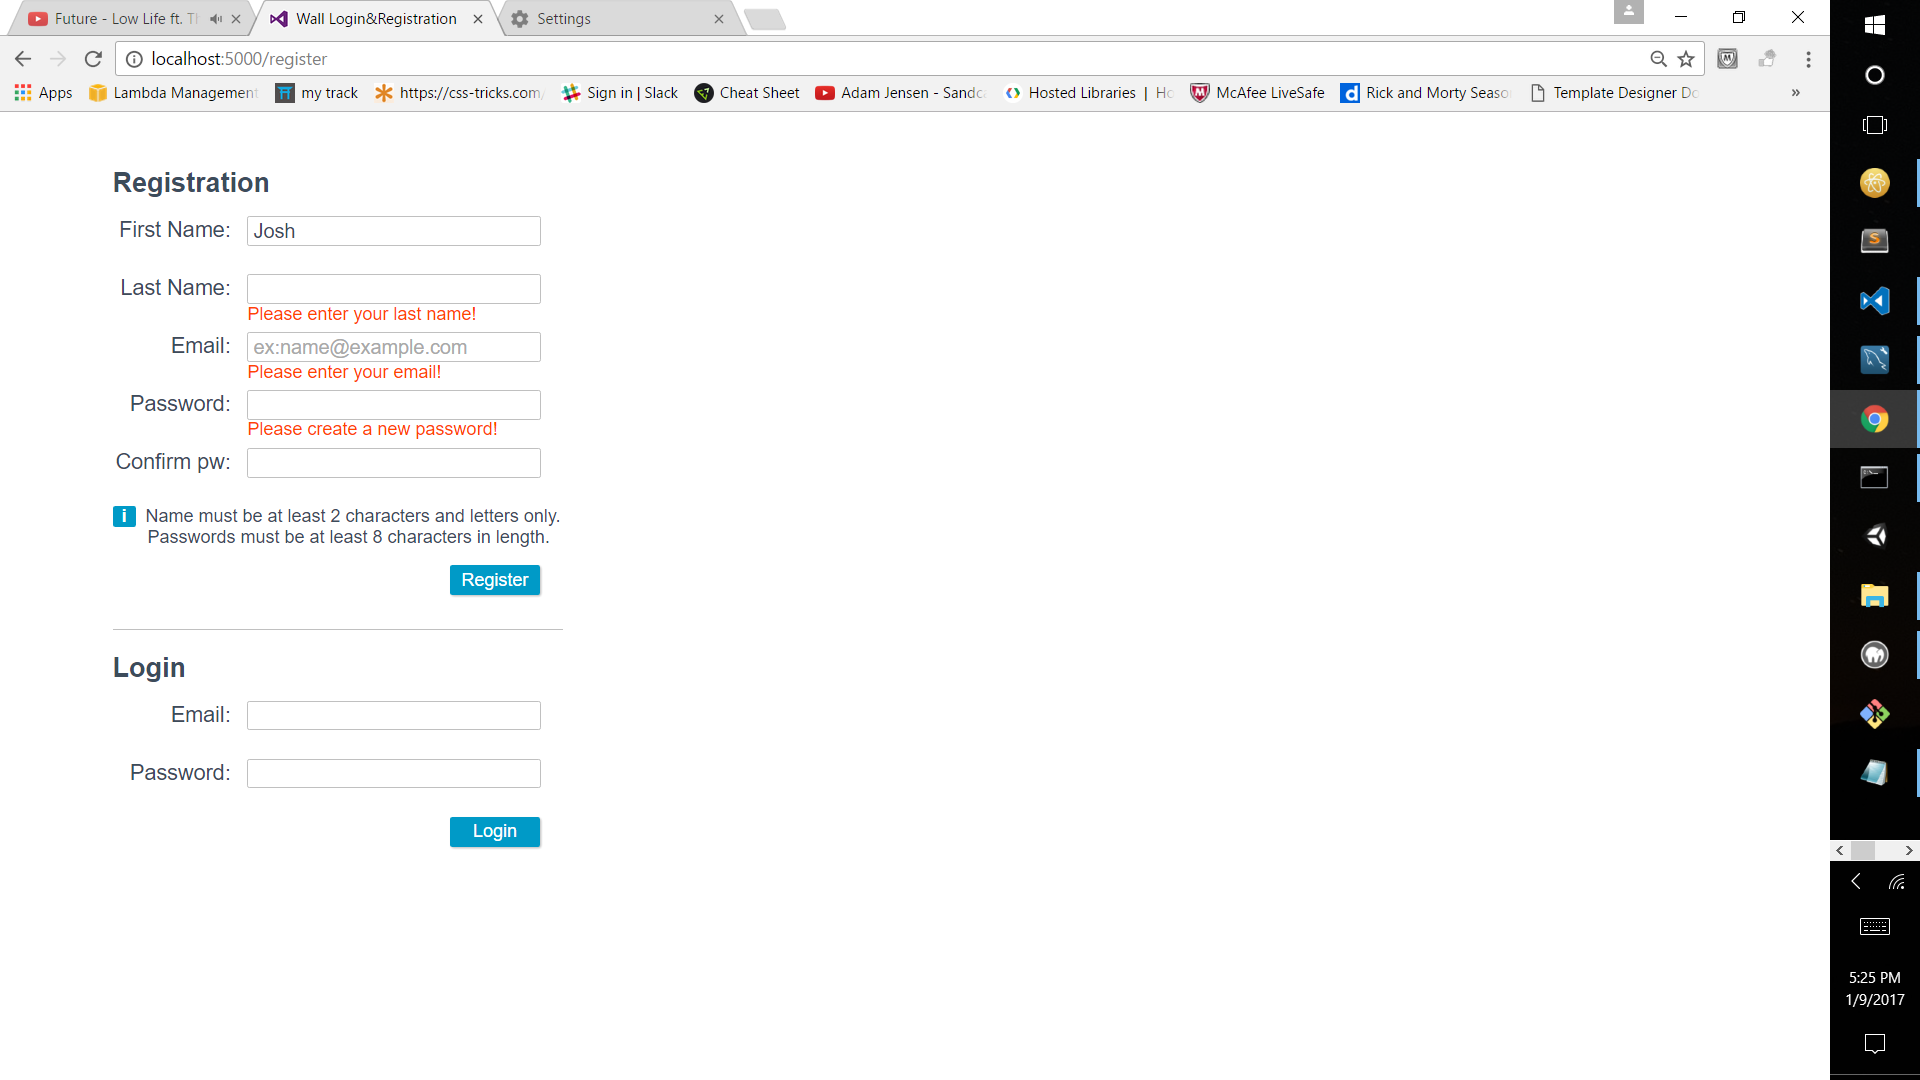 Future - Low Life ft.
Wall Login&Registration
Settings
localhost:5000/register
Apps
Lambda Management
my track
https://css-tricks.com/
Sign in | Slack
Cheat Sheet
Adam Jensen - Sandc
Hosted Libraries | Ho
McAfee LiveSafe
Rick and Morty Seaso
Template Designer Do
»
Registration
First Name: Josh
Last Name:
Please enter your last name!
Email: ex:name@example.com
Please enter your email!
Password:
Please create a new password!
Confirm pw:
i Name must be at least 2 characters and letters only.
Passwords must be at least 8 characters in length.
Register
Login
Email:
Password:
Login
5:25 PM
1/9/2017